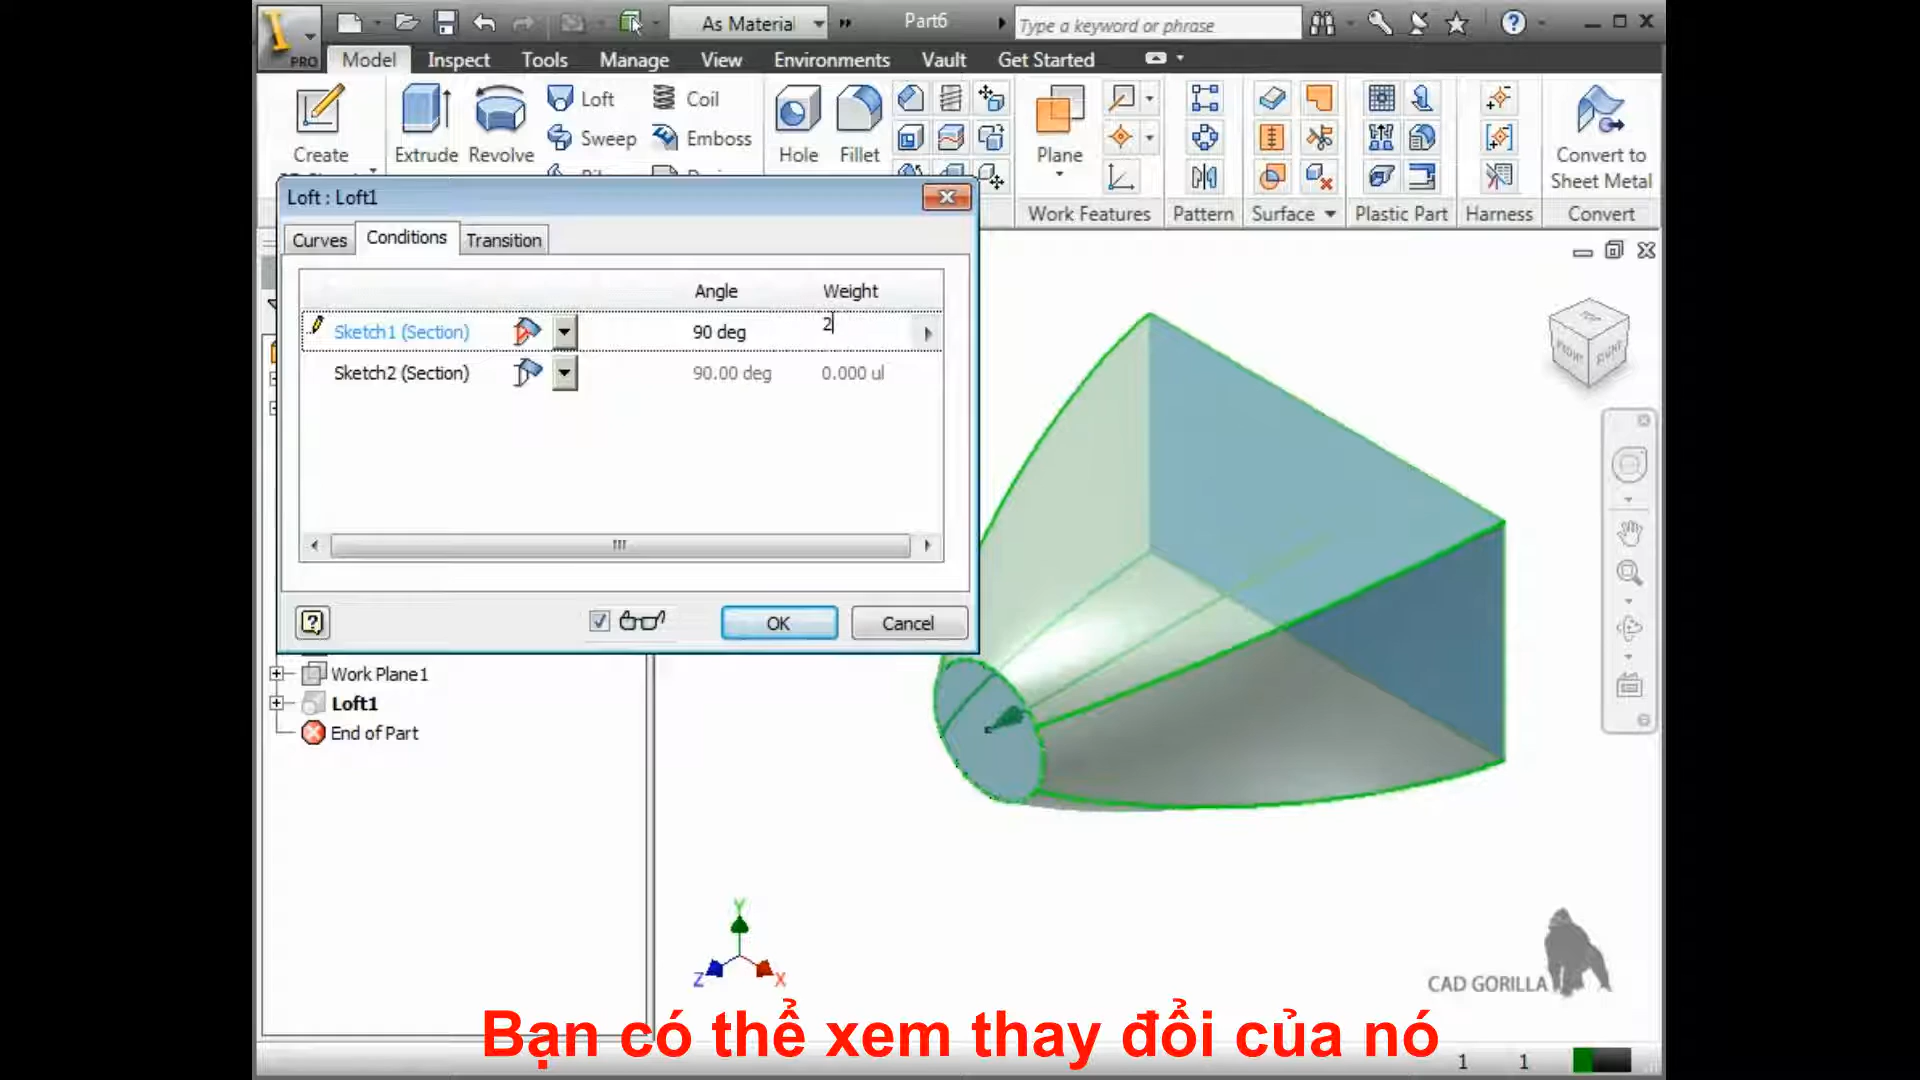 PRO
As Material
Part6
Type a keyword or phrase
Model Inspect Tools Manage View Environments Vault Get Started
Create
Extrude
Revolve
Loft
Sweep
Coil
Emboss
Hole
Fillet
Plane
Convert to
Sheet Metal
Work Features
Pattern
Surface
Plastic Part
Harness
Convert
Loft : Loft1
Curves Conditions Transition
Angle Weight
Sketch1 (Section) 90 deg 2
Sketch2 (Section) 90.00 deg 0.000 ul
OK Cancel
Work Plane1
Loft1
End of Part
FRONT
Y
Z
X
CAD GORILLA
Bạn có thể xem thay đổi của nó
1 1